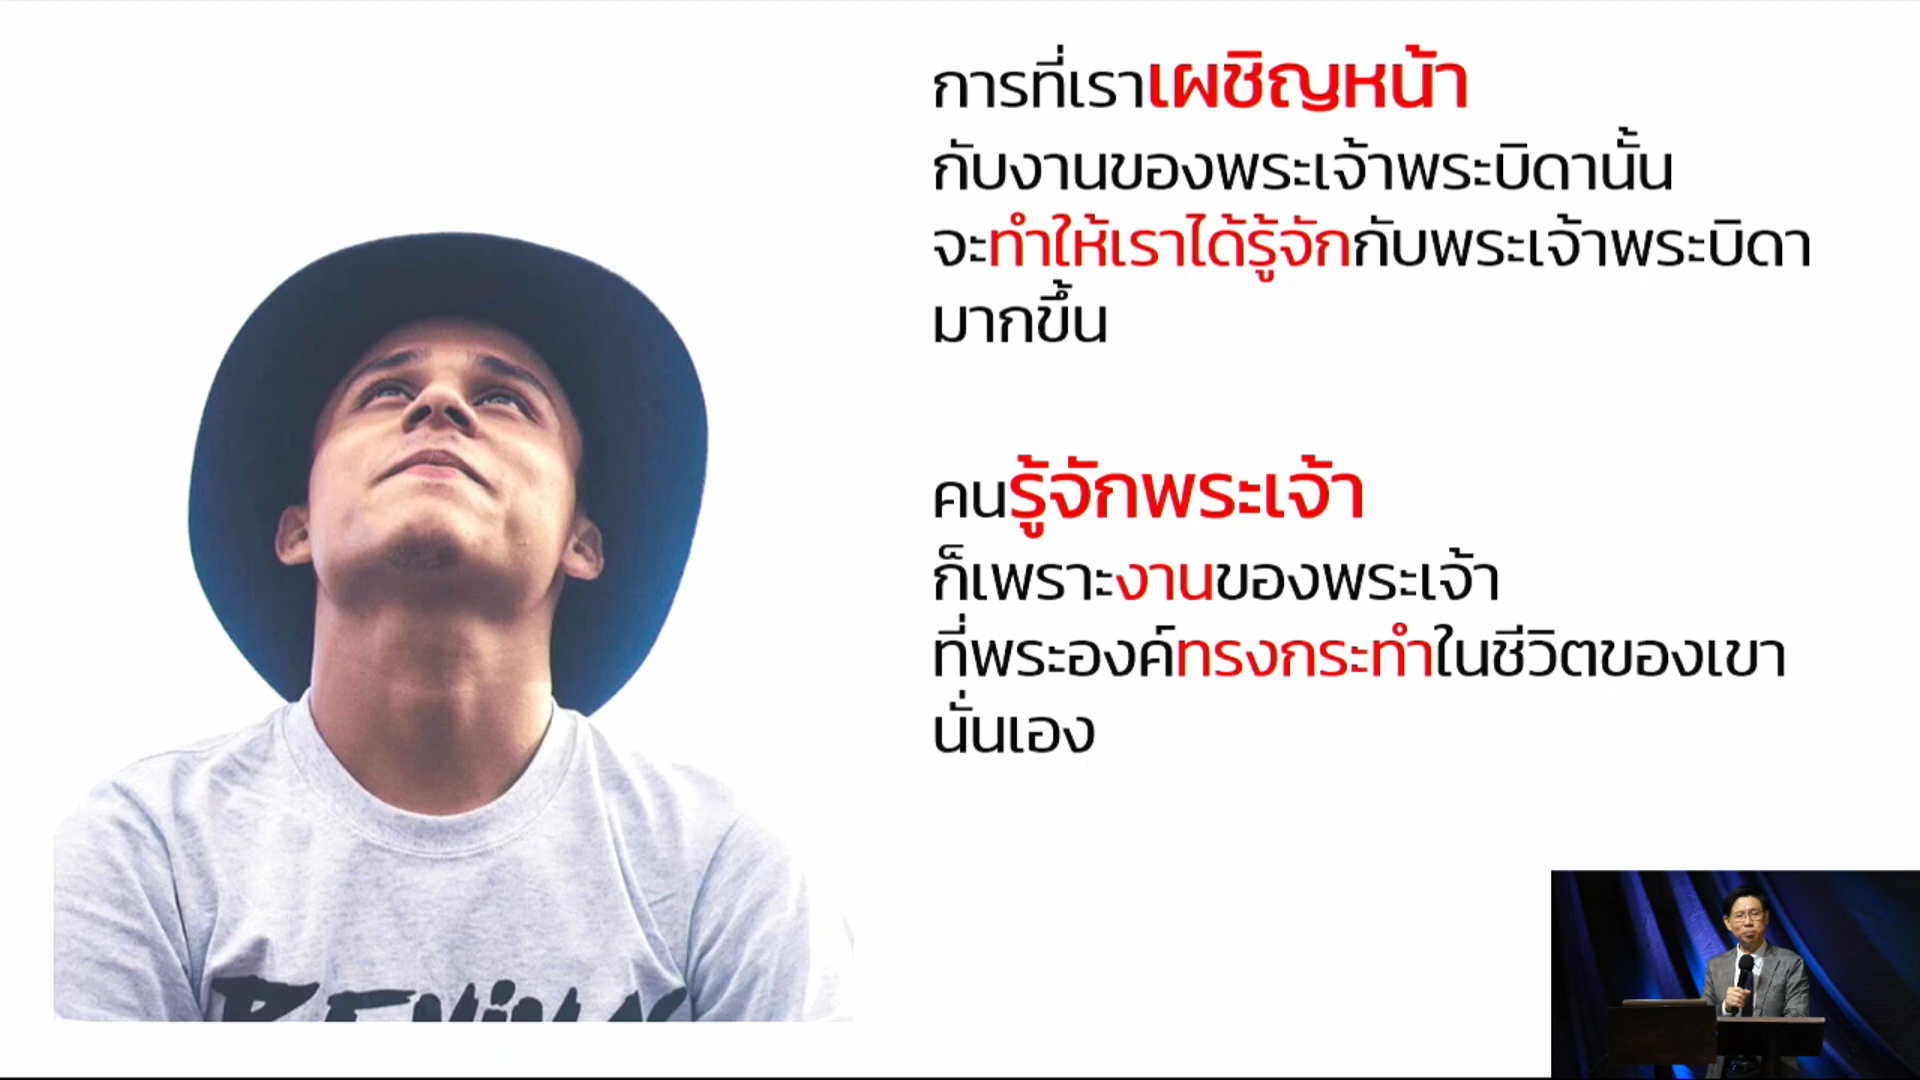 การที่เราเผชิญหน้า
กับงานของพระเจ้าพระบิดานั้น
จะทำให้เราได้รู้จักกับพระเจ้าพระบิดา
มากขึ้น
คนรู้จักพระเจ้า
ก็เพราะงานของพระเจ้า
ที่พระองค์ทรงกระทำในชีวิตของเขา
นั่นเอง